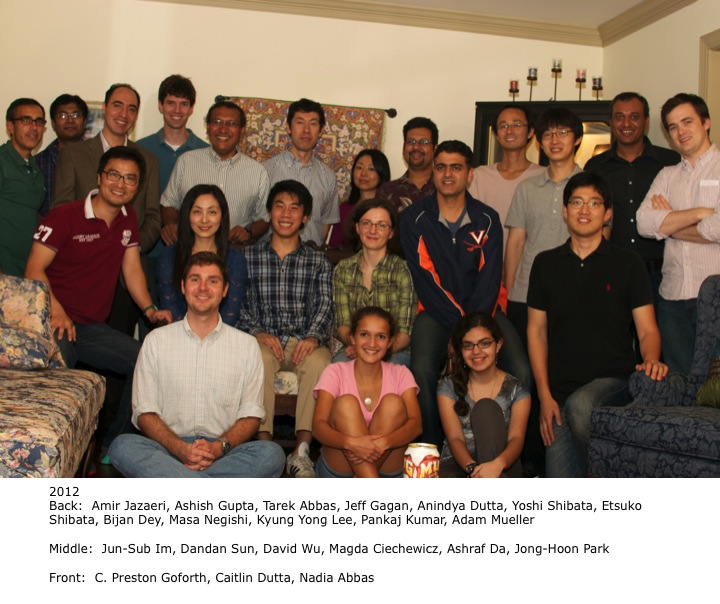 27
V
2012
Back:  Amir Jazaeri, Ashish Gupta, Tarek Abbas, Jeff Gagan, Anindya Dutta, Yoshi Shibata, Etsuko
Shibata, Bijan Dey, Masa Negishi, Kyung Yong Lee, Pankaj Kumar, Adam Mueller
Middle:  Jun-Sub Im, Dandan Sun, David Wu, Magda Ciechewicz, Ashraf Da, Jong-Hoon Park
Front:  C. Preston Goforth, Caitlin Dutta, Nadia Abbas